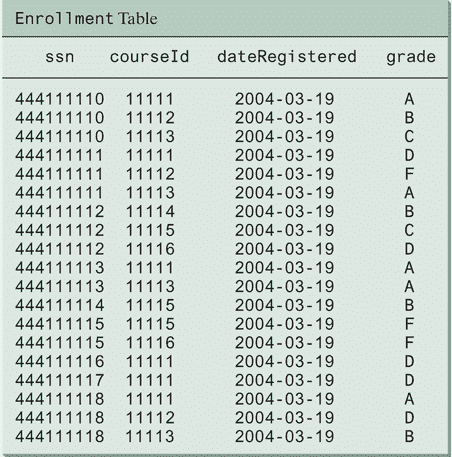 Enrollment Table
ssn courseId dateRegistered grade
444111110 11111 2004-03-19 A
444111110 11112 2004-03-19 B
444111110 11113 2004-03-19 C
444111111 11111 2004-03-19 D
444111111 11112 2004-03-19 F
444111111 11113 2004-03-19 A
444111112 11114 2004-03-19 B
444111112 11115 2004-03-19 C
444111112 11116 2004-03-19 D
444111113 11111 2004-03-19 A
444111113 11113 2004-03-19 A
444111114 11115 2004-03-19 B
444111115 11115 2004-03-19 F
444111115 11116 2004-03-19 F
444111116 11111 2004-03-19 D
444111117 11111 2004-03-19 D
444111118 11111 2004-03-19 A
444111118 11112 2004-03-19 D
444111118 11113 2004-03-19 B